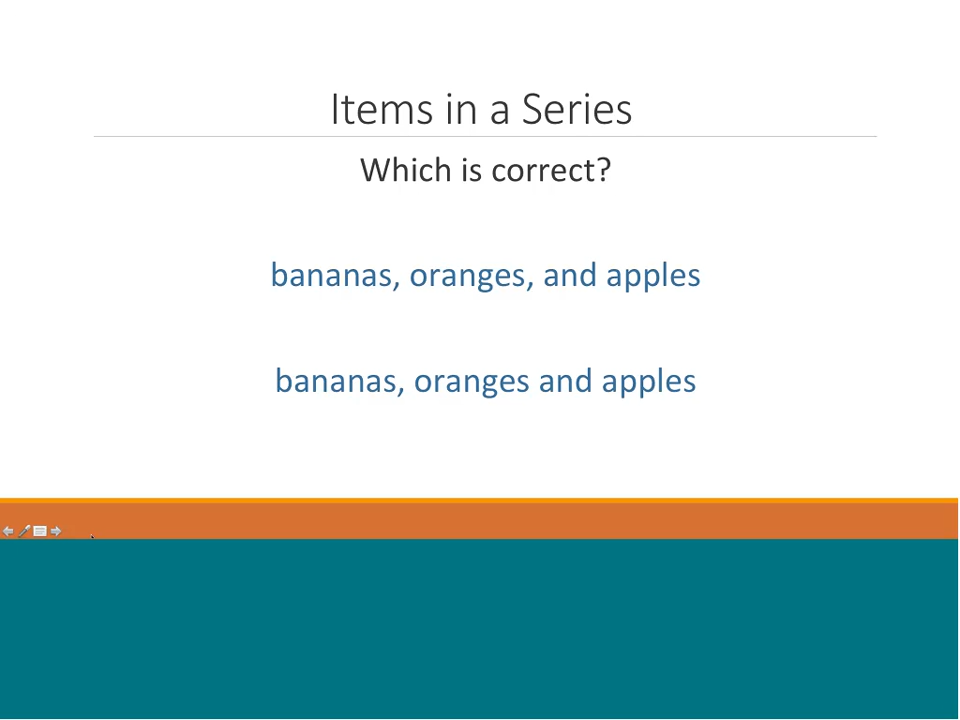 Items in a Series
Which is correct?
bananas, oranges, and apples
bananas, oranges and apples